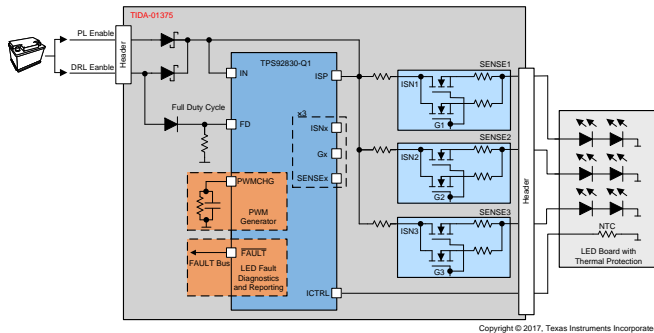 TIDA-01375
PL Enable
DRL Eanble
Header
TPS92830-Q1
IN
ISP
Full Duty Cycle
FD
x3
ISNx
Gx
SENSEx
PWMCHG
PWM
Generator
FAULT
FAULT Bus
LED Fault
Diagnostics
and Reporting
ICTRL
SENSE1
ISN1
G1
SENSE2
ISN2
G2
SENSE3
ISN3
G3
Header
NTC
LED Board with
Thermal Protection
Copyright © 2017, Texas Instruments Incorporate